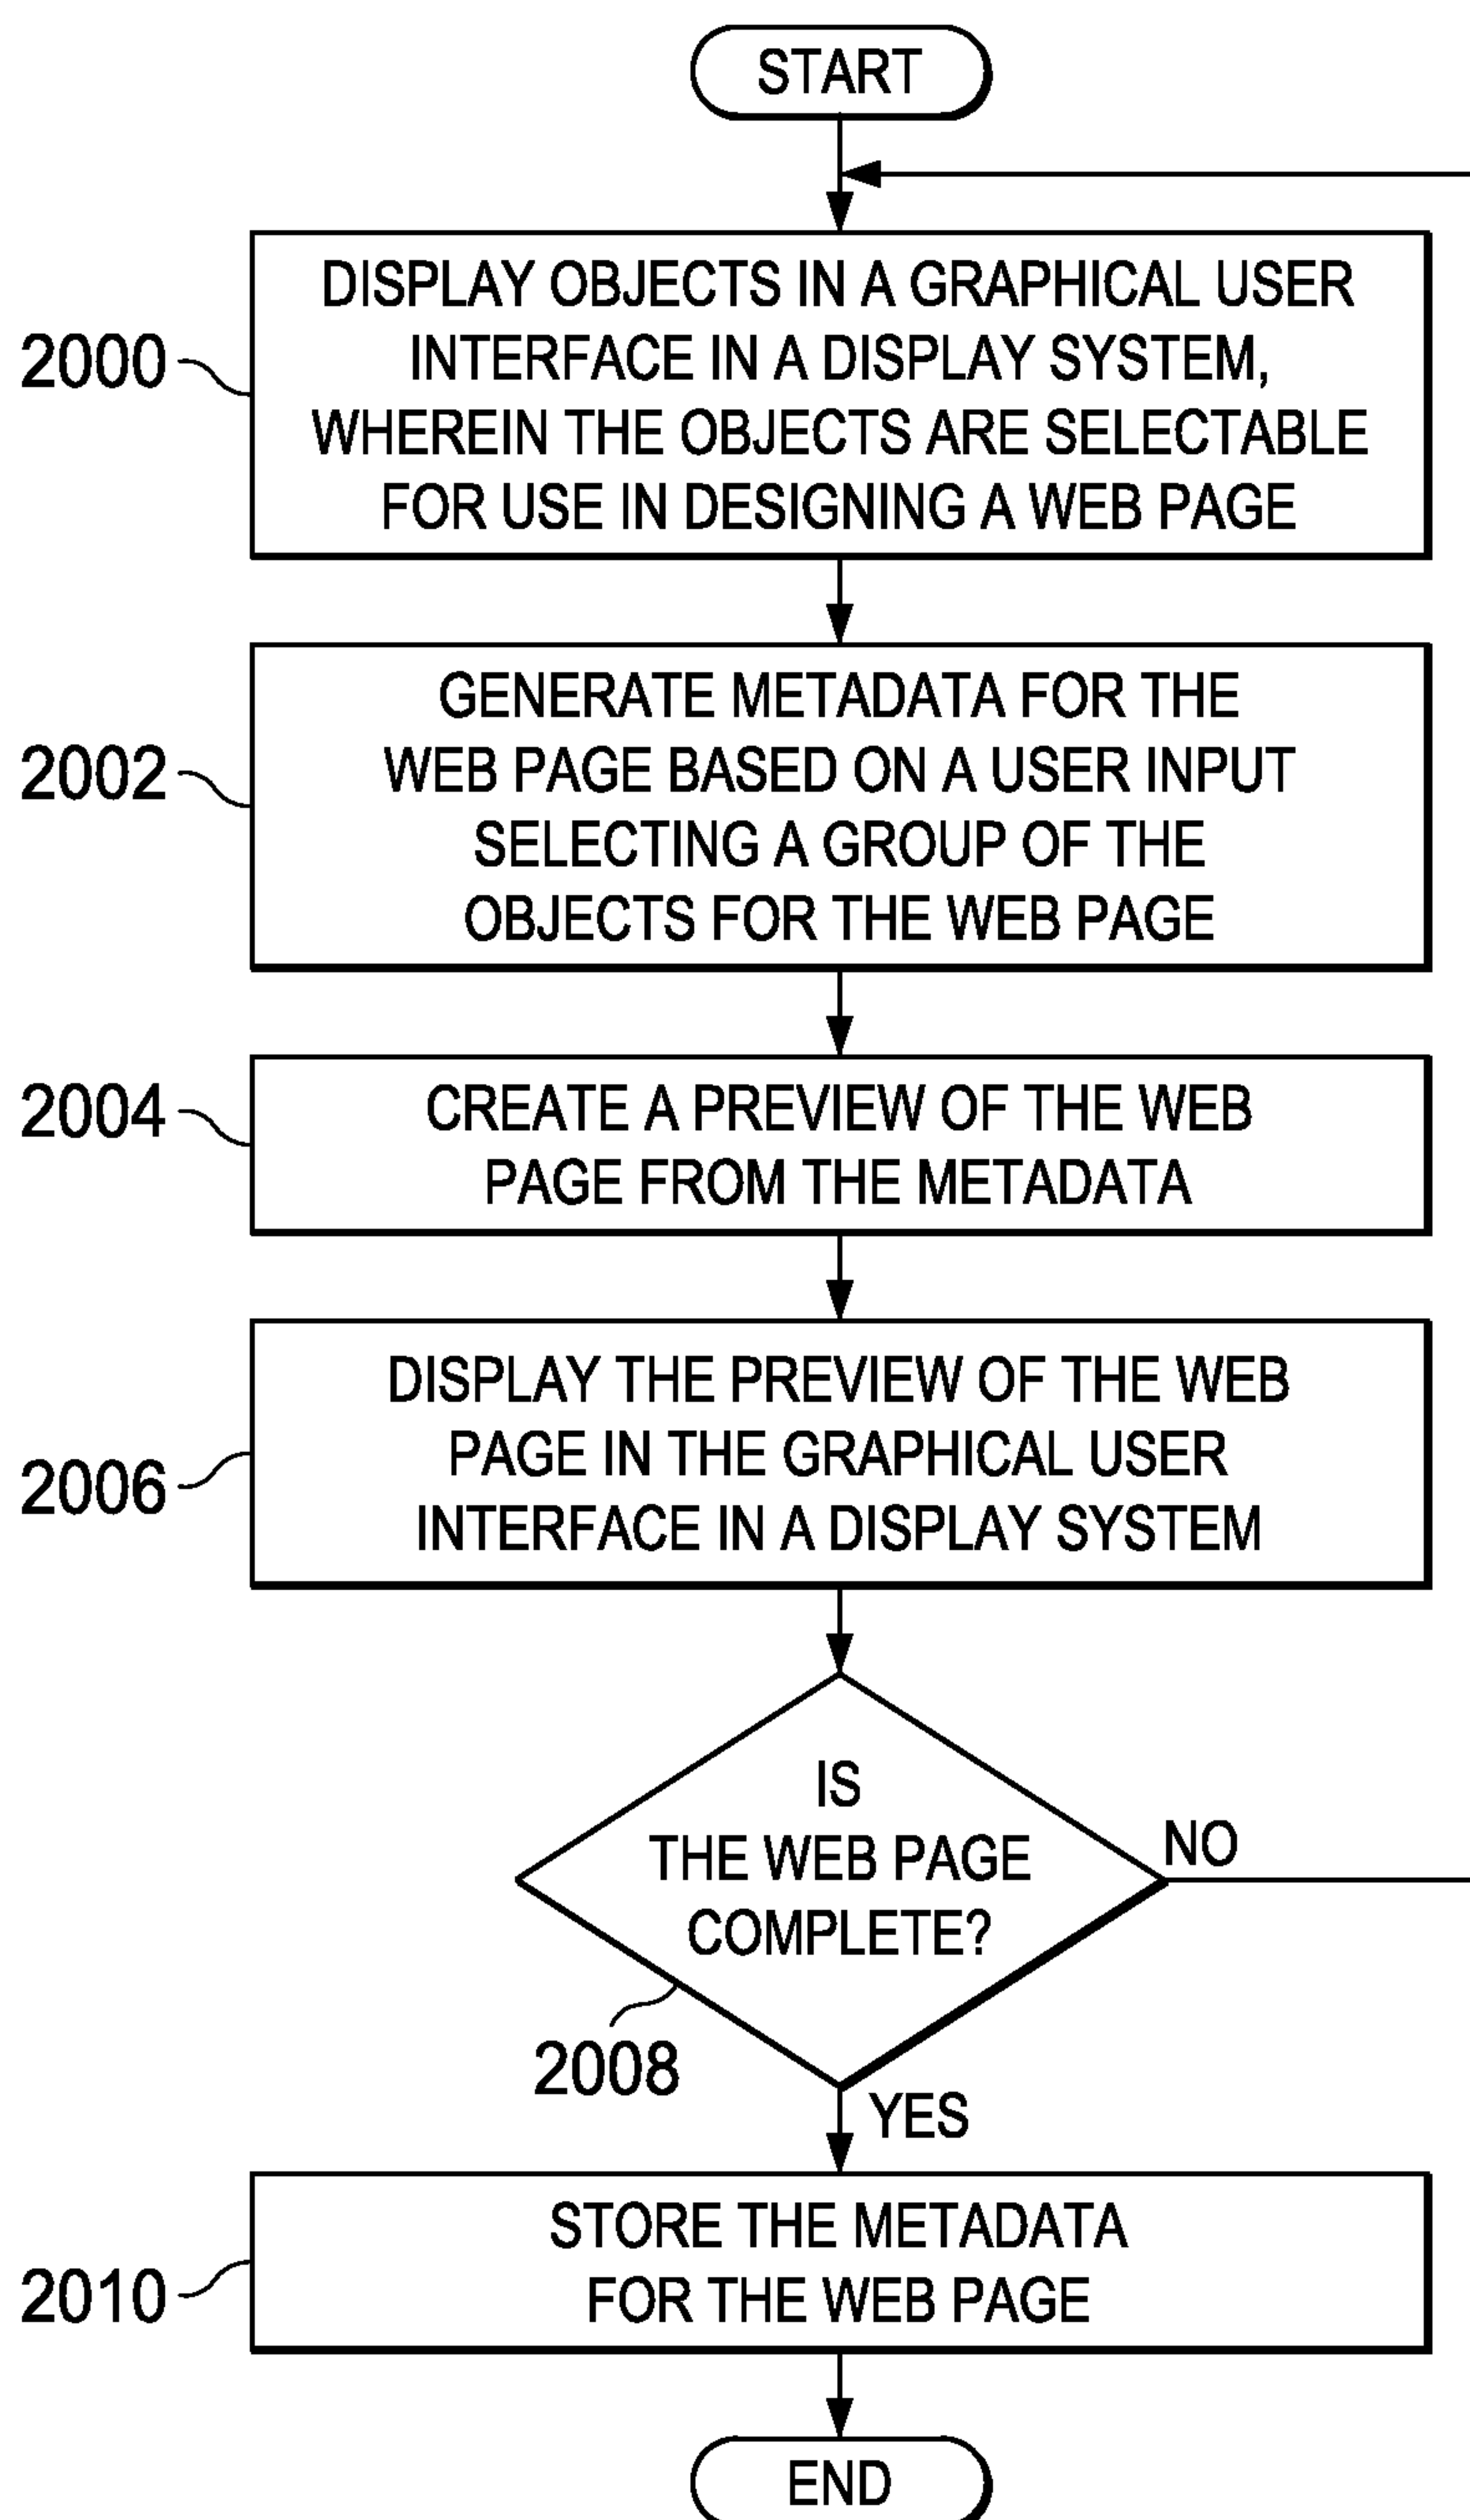 START
DISPLAY OBJECTS IN A GRAPHICAL USER
INTERFACE IN A DISPLAY SYSTEM,
WHEREIN THE OBJECTS ARE SELECTABLE
FOR USE IN DESIGNING A WEB PAGE
2000
GENERATE METADATA FOR THE
WEB PAGE BASED ON A USER INPUT
SELECTING A GROUP OF THE
OBJECTS FOR THE WEB PAGE
2002
CREATE A PREVIEW OF THE WEB
PAGE FROM THE METADATA
2004
DISPLAY THE PREVIEW OF THE WEB
PAGE IN THE GRAPHICAL USER
INTERFACE IN A DISPLAY SYSTEM
2006
IS
THE WEB PAGE
COMPLETE?
NO
2008
YES
STORE THE METADATA
FOR THE WEB PAGE
2010
END